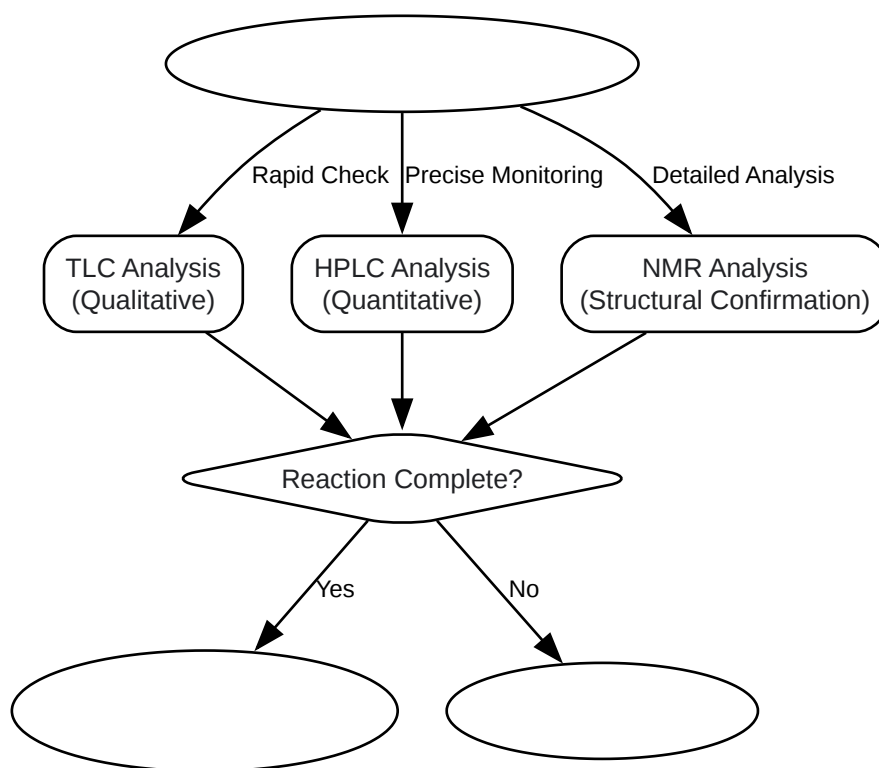 Rapid Check
Precise Monitoring
Detailed Analysis
TLC Analysis
(Qualitative)
HPLC Analysis
(Quantitative)
NMR Analysis
(Structural Confirmation)
Reaction Complete?
Yes
No